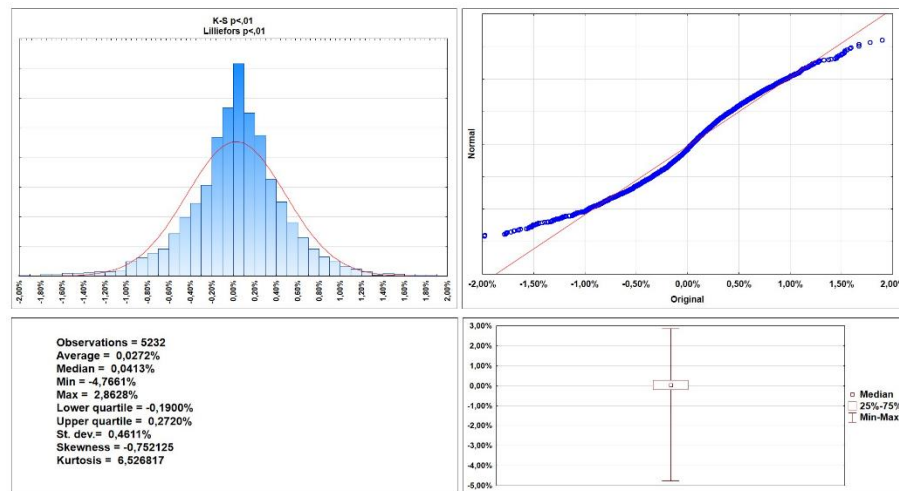 K-S p<,01
Lilliefors p<,01
-2,00%
-1,80%
-1,60%
-1,40%
-1,20%
-1,00%
-0,80%
-0,60%
-0,40%
-0,20%
0,00%
0,20%
0,40%
0,60%
0,80%
1,00%
1,20%
1,40%
1,60%
1,80%
2,00%
Normal
-2,00% -1,50% -1,00% -0,50% 0,00% 0,50% 1,00% 1,50% 2,00%
Original
Observations = 5232
Average = 0,0272%
Median = 0,0413%
Min = -4,7661%
Max = 2,8628%
Lower quartile = -0,1900%
Upper quartile = 0,2720%
St. dev.= 0,4611%
Skewness = -0,752125
Kurtosis = 6,526817
3,00%
2,00%
1,00%
0,00%
-1,00%
-2,00%
-3,00%
-4,00%
-5,00%
Median
25%-75%
Min-Max